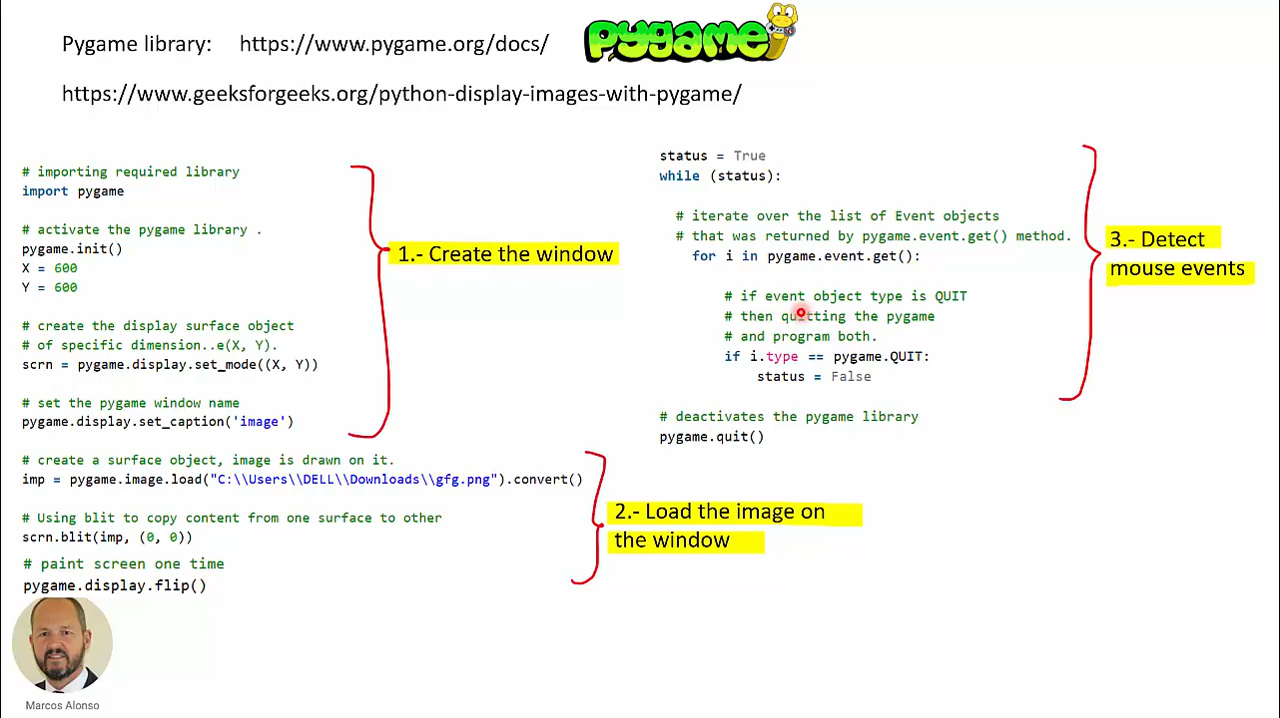 Pygame library: https://www.pygame.org/docs/
pygame
https://www.geeksforgeeks.org/python-display-images-with-pygame/
# importing required library
import pygame
# activate the pygame library .
pygame.init()
X = 600
Y = 600
# create the display surface object
# of specific dimension..e(X, Y).
scrn = pygame.display.set_mode((X, Y))
# set the pygame window name
pygame.display.set_caption('image')
1.- Create the window
# create a surface object, image is drawn on it.
imp = pygame.image.load("C:\\Users\\DELL\\Downloads\\gfg.png").convert()
# Using blit to copy content from one surface to other
scrn.blit(imp, (0, 0))
# paint screen one time
pygame.display.flip()
2.- Load the image on
the window
status = True
while (status):
# iterate over the list of Event objects
# that was returned by pygame.event.get() method.
for i in pygame.event.get():
# if event object type is QUIT
# then quitting the pygame
# and program both.
if i.type == pygame.QUIT:
status = False
# deactivates the pygame library
pygame.quit()
3.- Detect
mouse events
Marcos Alonso